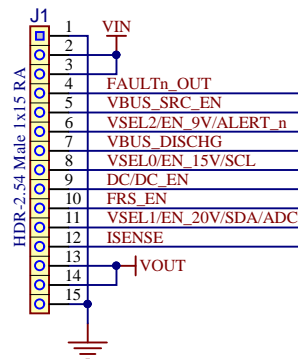 J1
HDR-2.54 Male 1x15 RA
1
VIN
2
3
4 FAULTn_OUT
5 VBUS_SRC_EN
6 VSEL2/EN_9V/ALERT_n
7 VBUS_DISCHG
8 VSEL0/EN_15V/SCL
9 DC/DC_EN
10 FRS_EN
11 VSEL1/EN_20V/SDA/ADC
12 ISENSE
13 VOUT
14
15